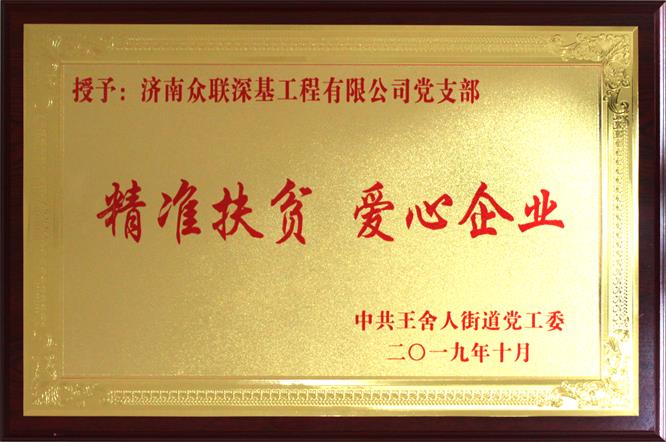 授予：济南众联深基工程有限公司党支部
精准扶贫 爱心企业
中共王舍人街道党工委
二〇一九年十月